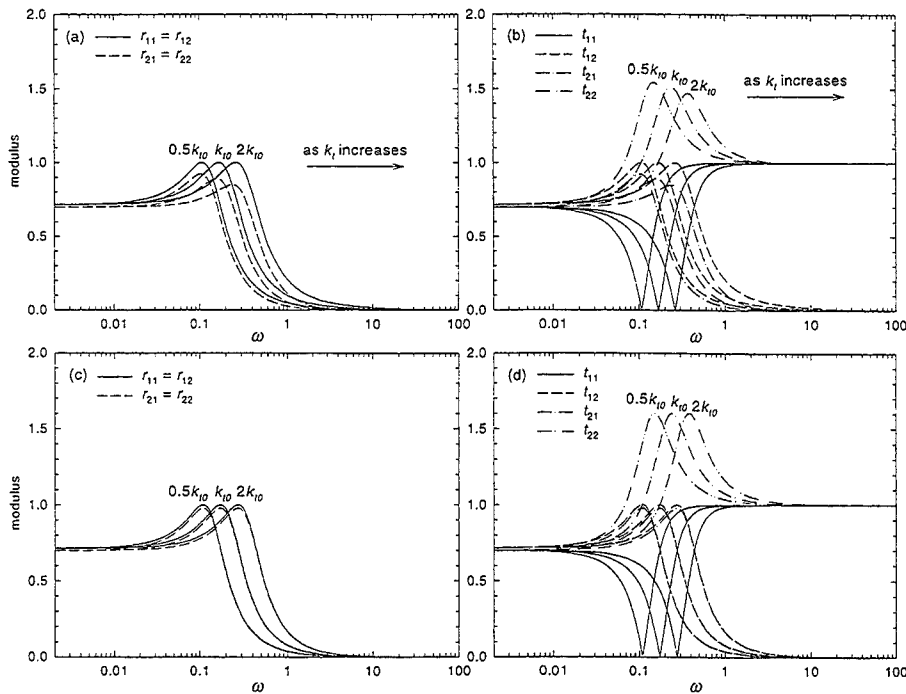 2.0
1.5
1.0
0.5
0.0
modulus
(a)
r11 = r12
r21 = r22
0.5kt0 kt0 2kt0
as kt increases
0.01 0.1 1 10 100
ω
2.0
1.5
1.0
0.5
0.0
(b)
t11
t12
t21
t22
0.5kt0 kt0 2kt0
as kt increases
0.01 0.1 1 10 100
ω
2.0
1.5
1.0
0.5
0.0
modulus
(c)
r11 = r12
r21 = r22
0.5kt0 kt0 2kt0
0.01 0.1 1 10 100
ω
2.0
1.5
1.0
0.5
0.0
(d)
t11
t12
t21
t22
0.5kt0 kt0 2kt0
0.01 0.1 1 10 100
ω